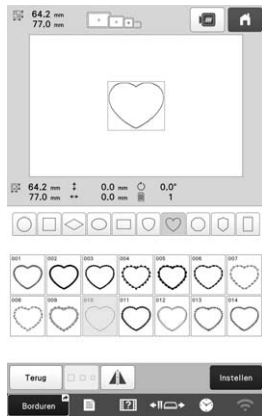 64.2 mm
77.0 mm
64.2 mm 0.0 mm 0.0°
77.0 mm 0.0 mm 1
001 002 003 004 005 006 007
008 009 010 011 012 013 014
Terug Instellen
Borduren